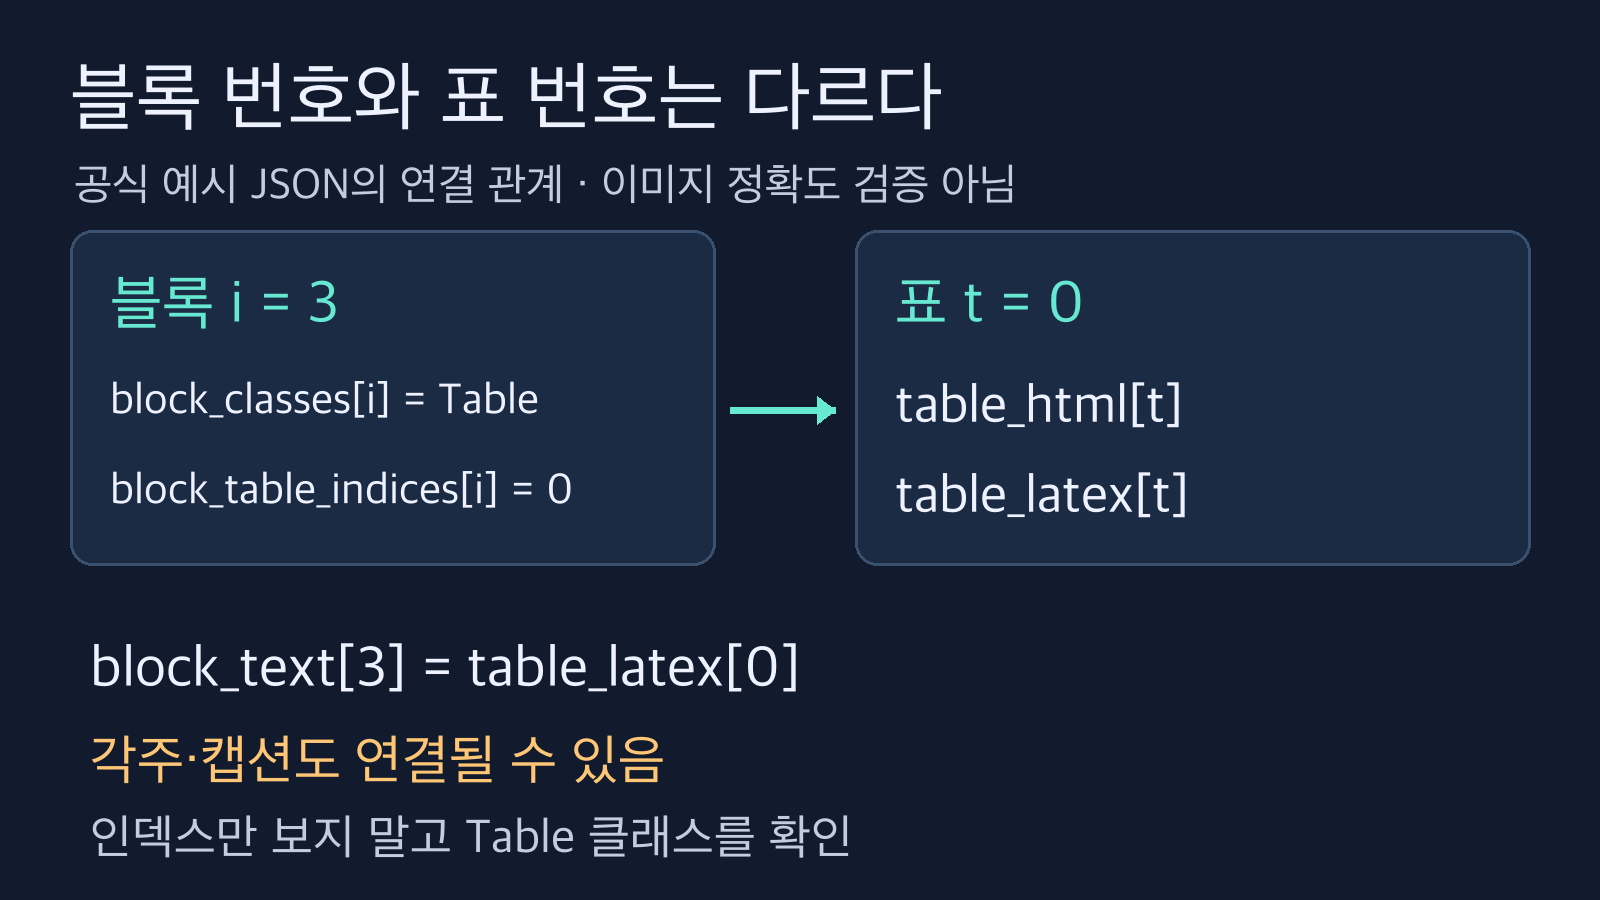 블록 번호와 표 번호는 다르다
공식 예시 JSON의 연결 관계 · 이미지 정확도 검증 아님
블록 i = 3
block_classes[i] = Table
block_table_indices[i] = 0
표 t = 0
table_html[t]
table_latex[t]
block_text[3] = table_latex[0]
각주·캡션도 연결될 수 있음
인덱스만 보지 말고 Table 클래스를 확인